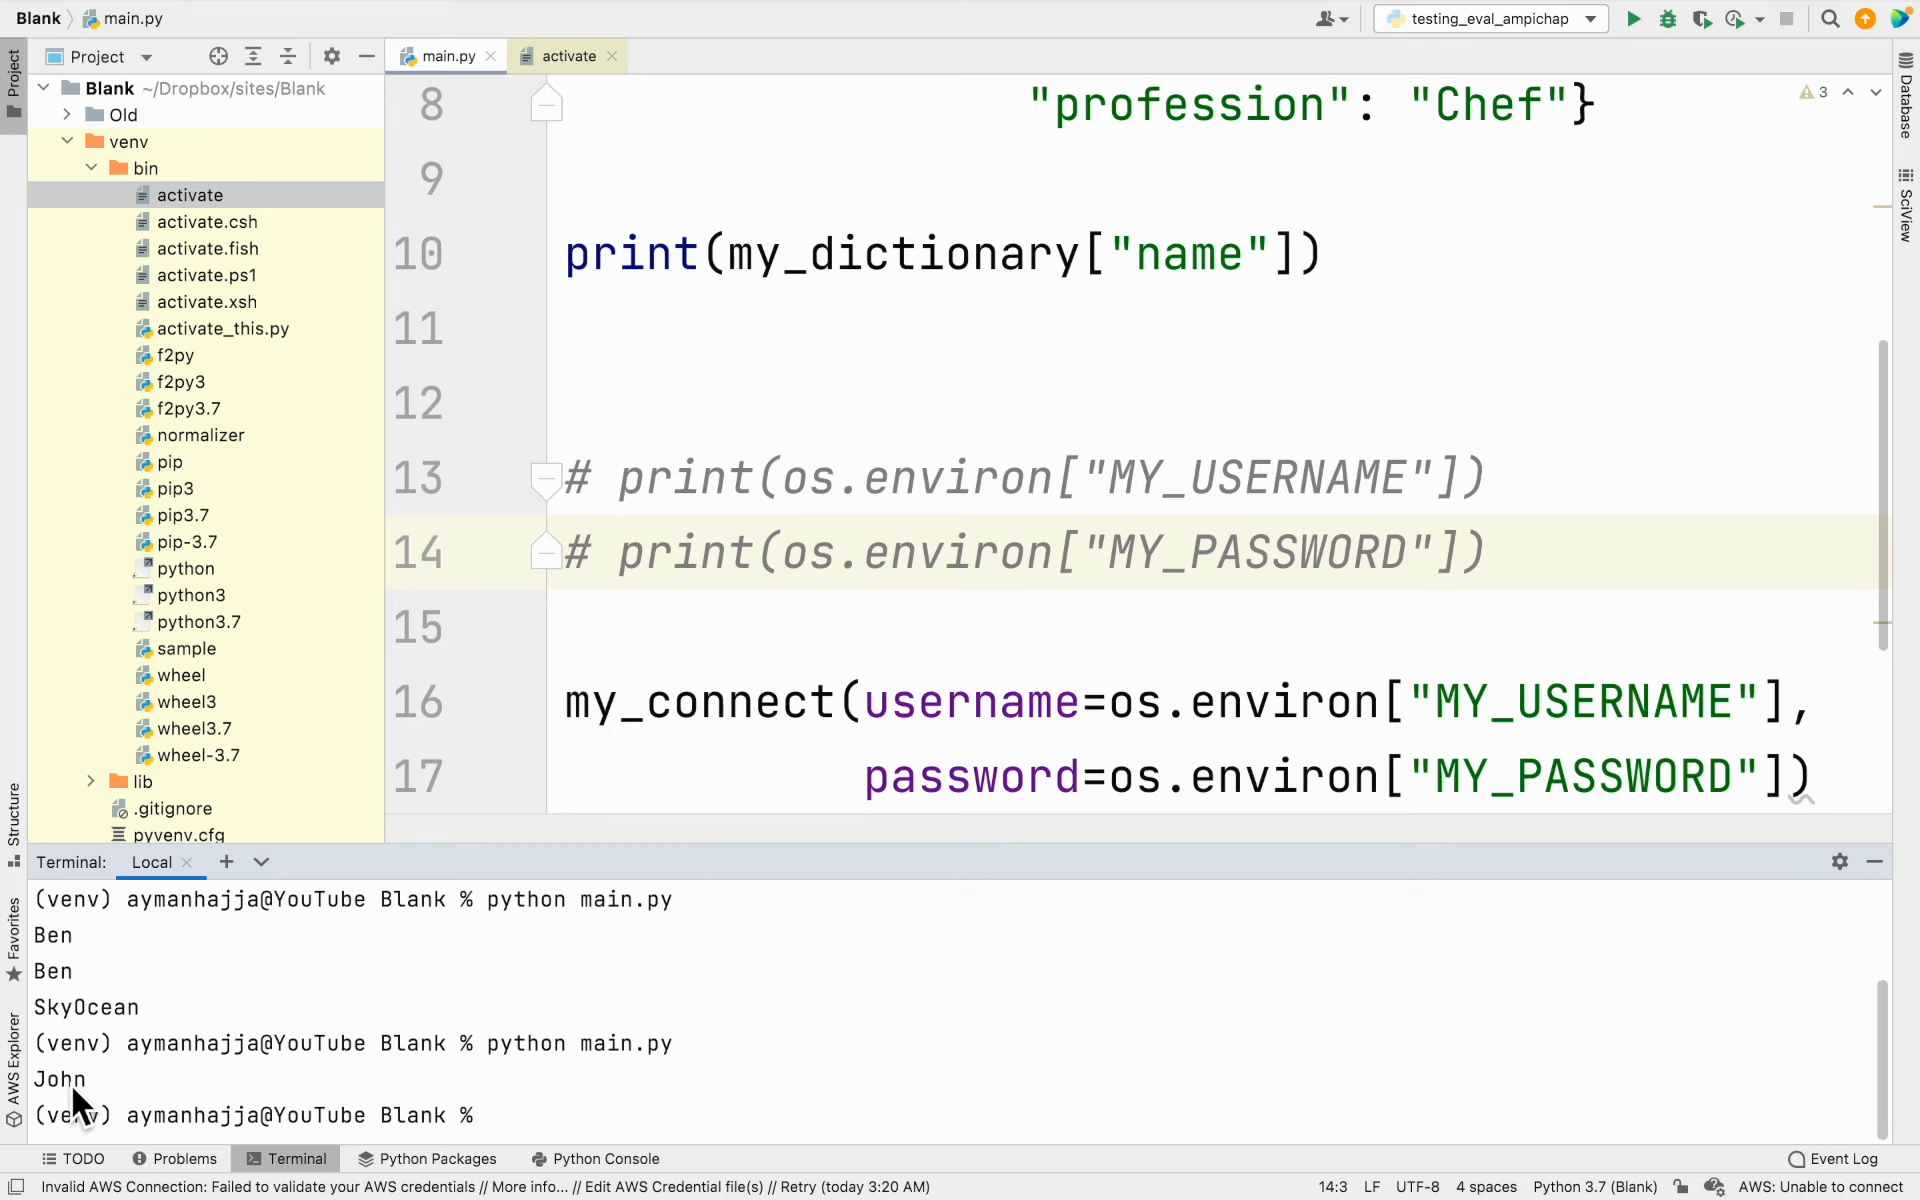 Blank main.py
testing_eval_ampichap
Project
main.py
activate
Blank ~/Dropbox/sites/Blank
Old
venv
bin
activate
activate.csh
activate.fish
activate.ps1
activate.xsh
activate_this.py
f2py
f2py3
f2py3.7
normalizer
pip
pip3
pip3.7
pip-3.7
python
python3
python3.7
sample
wheel
wheel3
wheel3.7
wheel-3.7
lib
.gitignore
pyvenv.cfg
Project
Structure
Favorites
AWS Explorer
3
8 "profession": "Chef"}
9
10 print(my_dictionary["name"])
11
12
13 # print(os.environ["MY_USERNAME"])
14 # print(os.environ["MY_PASSWORD"])
15
16 my_connect(username=os.environ["MY_USERNAME"],
17 password=os.environ["MY_PASSWORD"])
Database
SciView
Terminal: Local
(venv) aymanhajja@YouTube Blank % python main.py
Ben
Ben
SkyOcean
(venv) aymanhajja@YouTube Blank % python main.py
John
(venv) aymanhajja@YouTube Blank %
TODO Problems Terminal Python Packages Python Console Event Log
Invalid AWS Connection: Failed to validate your AWS credentials // More info... // Edit AWS Credential file(s) // Retry (today 3:20 AM) 14:3 LF UTF-8 4 spaces Python 3.7 (Blank) AWS: Unable to connect